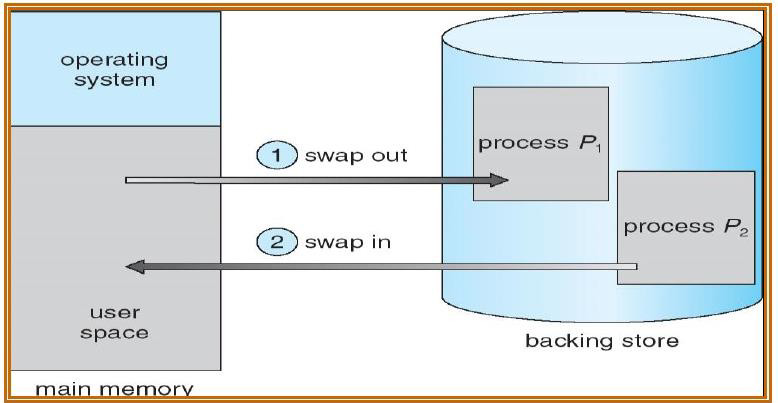 operating
system
1 swap out
process P₁
process P₂
2 swap in
user
space
backing store
main memory